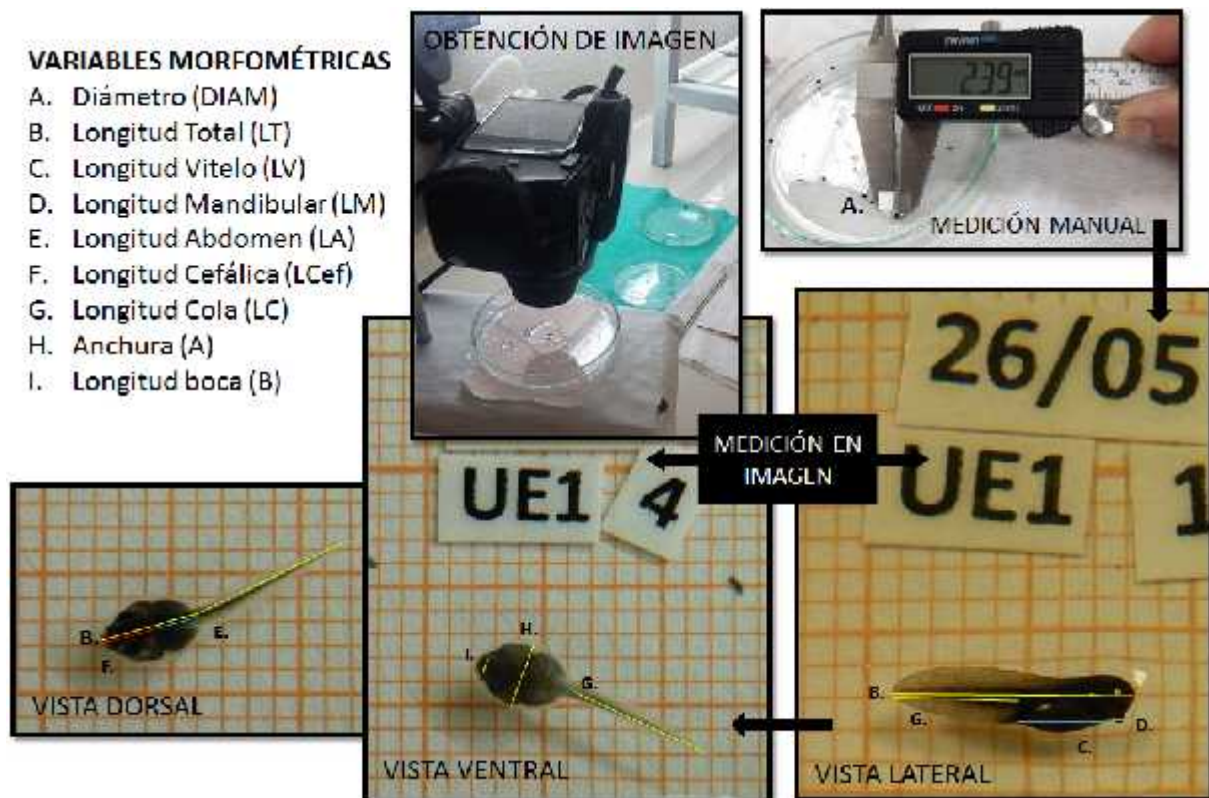 VARIABLES MORFOMÉTRICAS
A. Diámetro (DIAM)
B. Longitud Total (LT)
C. Longitud Vitelo (LV)
D. Longitud Mandibular (LM)
E. Longitud Abdomen (LA)
F. Longitud Cefálica (LCef)
G. Longitud Cola (LC)
H. Anchura (A)
I. Longitud boca (B)
OBTENCIÓN DE IMAGEN
2.39
A.
MEDICIÓN MANUAL
26/05
UE1
1
MEDICIÓN EN
IMAGEN
UE1
4
B.
E.
F.
VISTA DORSAL
H.
I.
G.
VISTA VENTRAL
B.
G.
D.
C.
VISTA LATERAL